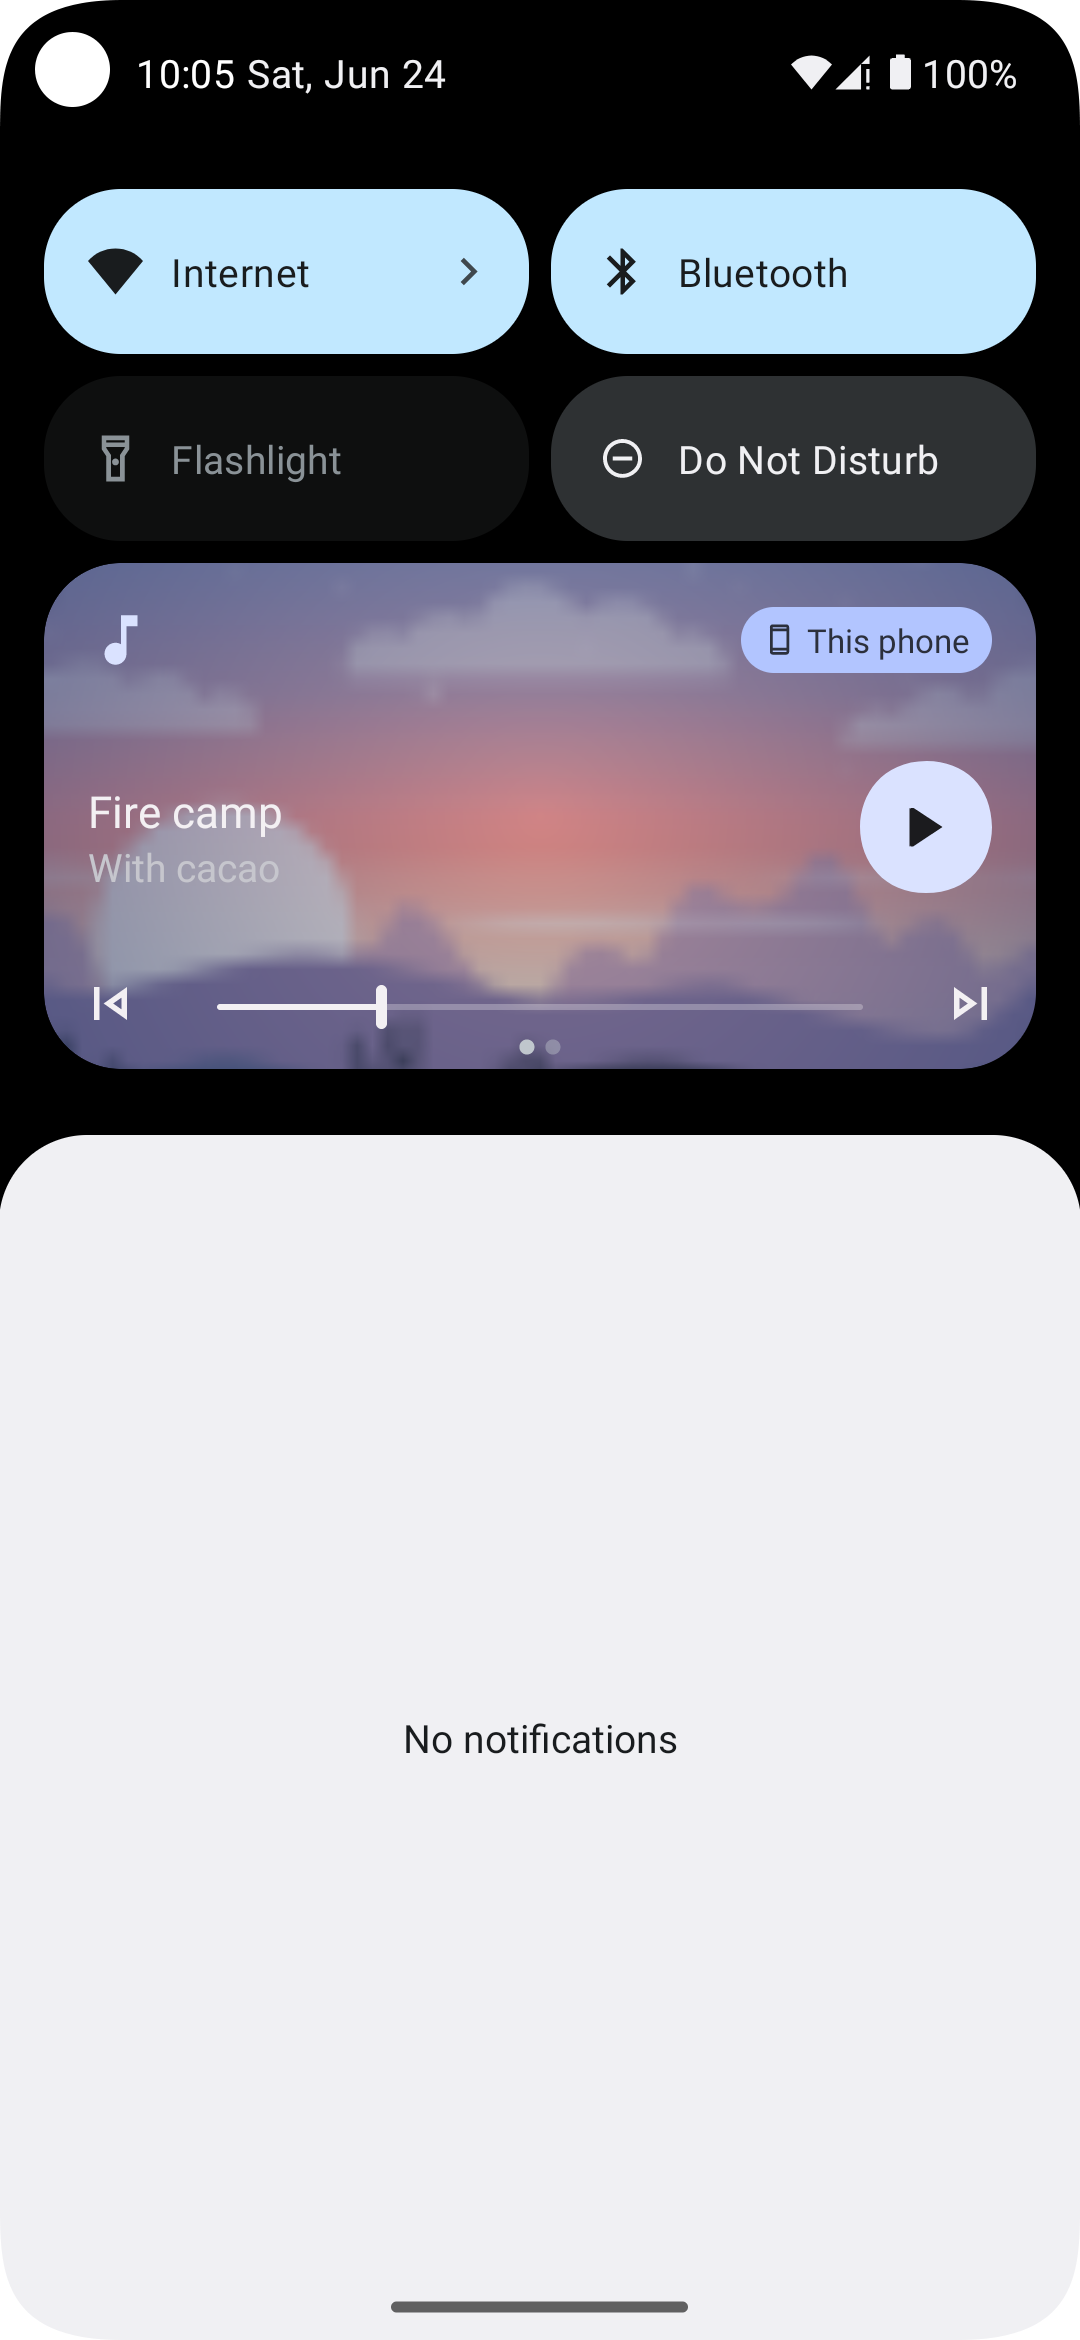 10:05 Sat, Jun 24
100%
Internet
Bluetooth
Flashlight
Do Not Disturb
This phone
Fire camp
With cacao
No notifications